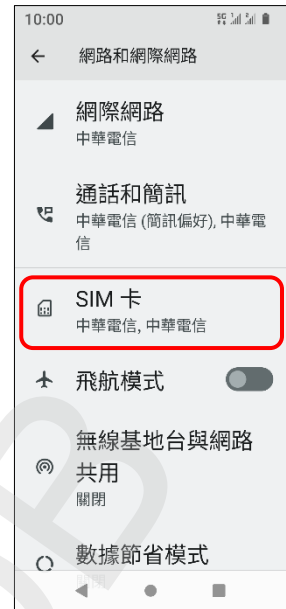 10:00
網路和網際網路
網際網路
中華電信
通話和簡訊
中華電信 (簡訊偏好), 中華電
信
SIM 卡
中華電信, 中華電信
飛航模式
無線基地台與網路
共用
關閉
數據節省模式